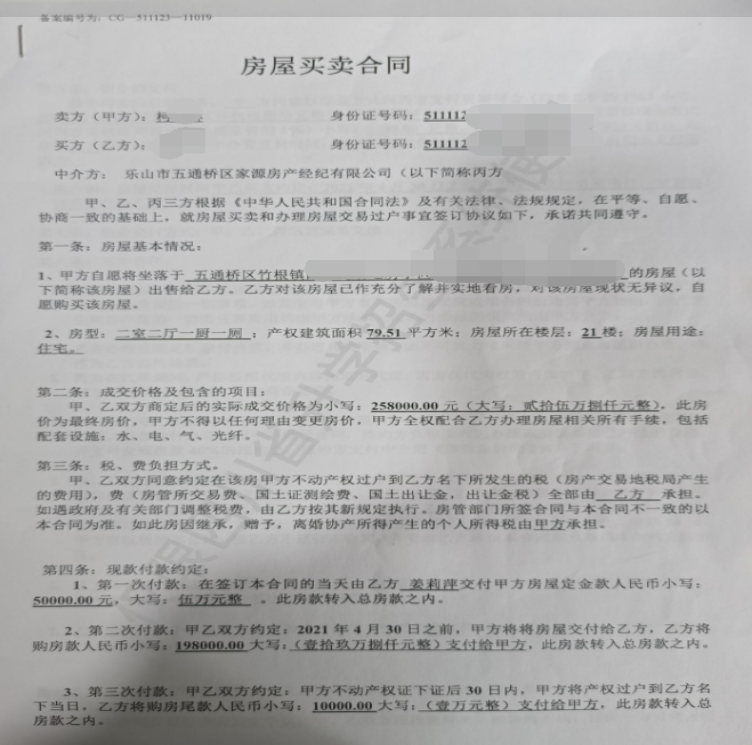 备案编号为：CG—511123—11019
房屋买卖合同
卖方（甲方）： 身份证号码：51111
买方（乙方）： 身份证号码：511112
中介方： 乐山市五通桥区家源房产经纪有限公司（以下简称丙方
甲、乙、丙三方根据《中华人民共和国合同法》及有关法律、法规规定，在平等、自愿、
协商一致的基础上，就房屋买卖和办理房屋交易过户事宜签订协议如下，承诺共同遵守。
第一条：房屋基本情况：
1、甲方自愿将坐落于 五通桥区竹根镇 的房屋（以
下简称该房屋）出售给乙方。乙方对该房屋已作充分了解并实地看房，对该房屋现状无异议，自
愿购买该房屋。
2、房型：二室二厅一厨一厕 ；产权建筑面积 79.51 平方米；房屋所在楼层：21 楼；房屋用途：
住宅。
第二条：成交价格及包含的项目：
甲、乙双方商定后的实际成交价格为小写：258000.00 元（大写：贰拾伍万捌仟元整），此房
价为最终房价，甲方不得以任何理由变更房价，甲方全权配合乙方办理房屋相关所有手续，包括
配套设施：水、电、气、光纤。
第三条：税、费负担方式。
甲、乙双方同意约定在该房甲方不动产权过户到乙方名下所发生的税（房产交易地税局产生
的费用），费（房管所交易费、国土证测绘费、国土出让金，出让金税）全部由 乙方 承担。
如遇政府及有关部门调整税费，由乙方按其新规定执行。房管部门所签合同与本合同不一致的以
本合同为准。如此房因继承，赠予，离婚协产所得产生的个人所得税由甲方承担。
第四条：现款付款约定：
1、第一次付款：在签订本合同的当天由乙方 姜莉萍交付甲方房屋定金款人民币小写：
50000.00 元，大写：伍万元整 。此房款转入总房款之内。
2、第二次付款：甲乙双方约定：2021 年 4 月 30 日之前，甲方将将房屋交付给乙方，乙方将
购房款人民币小写：198000.00 大写：（壹拾玖万捌仟元整）支付给甲方，此房款转入总房款之内。
3、第三次付款：甲乙双方约定：甲方不动产权证下证后 30 日内，甲方将产权过户到乙方名
下当日，乙方将购房尾款人民币小写：10000.00 大写：（壹万元整）支付给甲方，此房款转入总
房款之内。